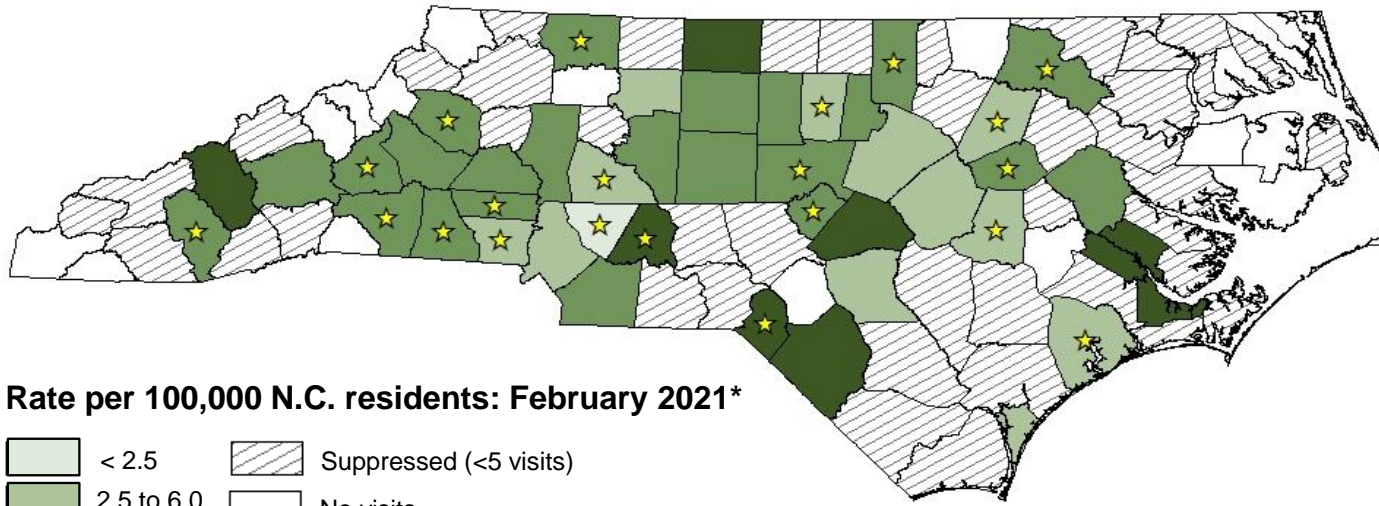 Rate per 100,000 N.C. residents: February 2021*
< 2.5 Suppressed (<5 visits)
2.5 to 6.0 No visits